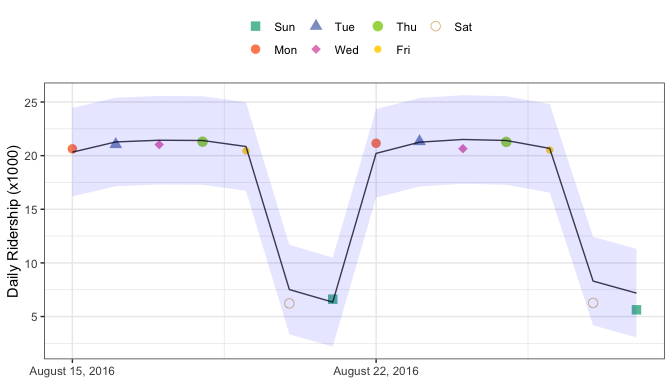 Sun Tue Thu Sat
Mon Wed Fri
Daily Ridership (x1000)
25
20
15
10
5
August 15, 2016 August 22, 2016